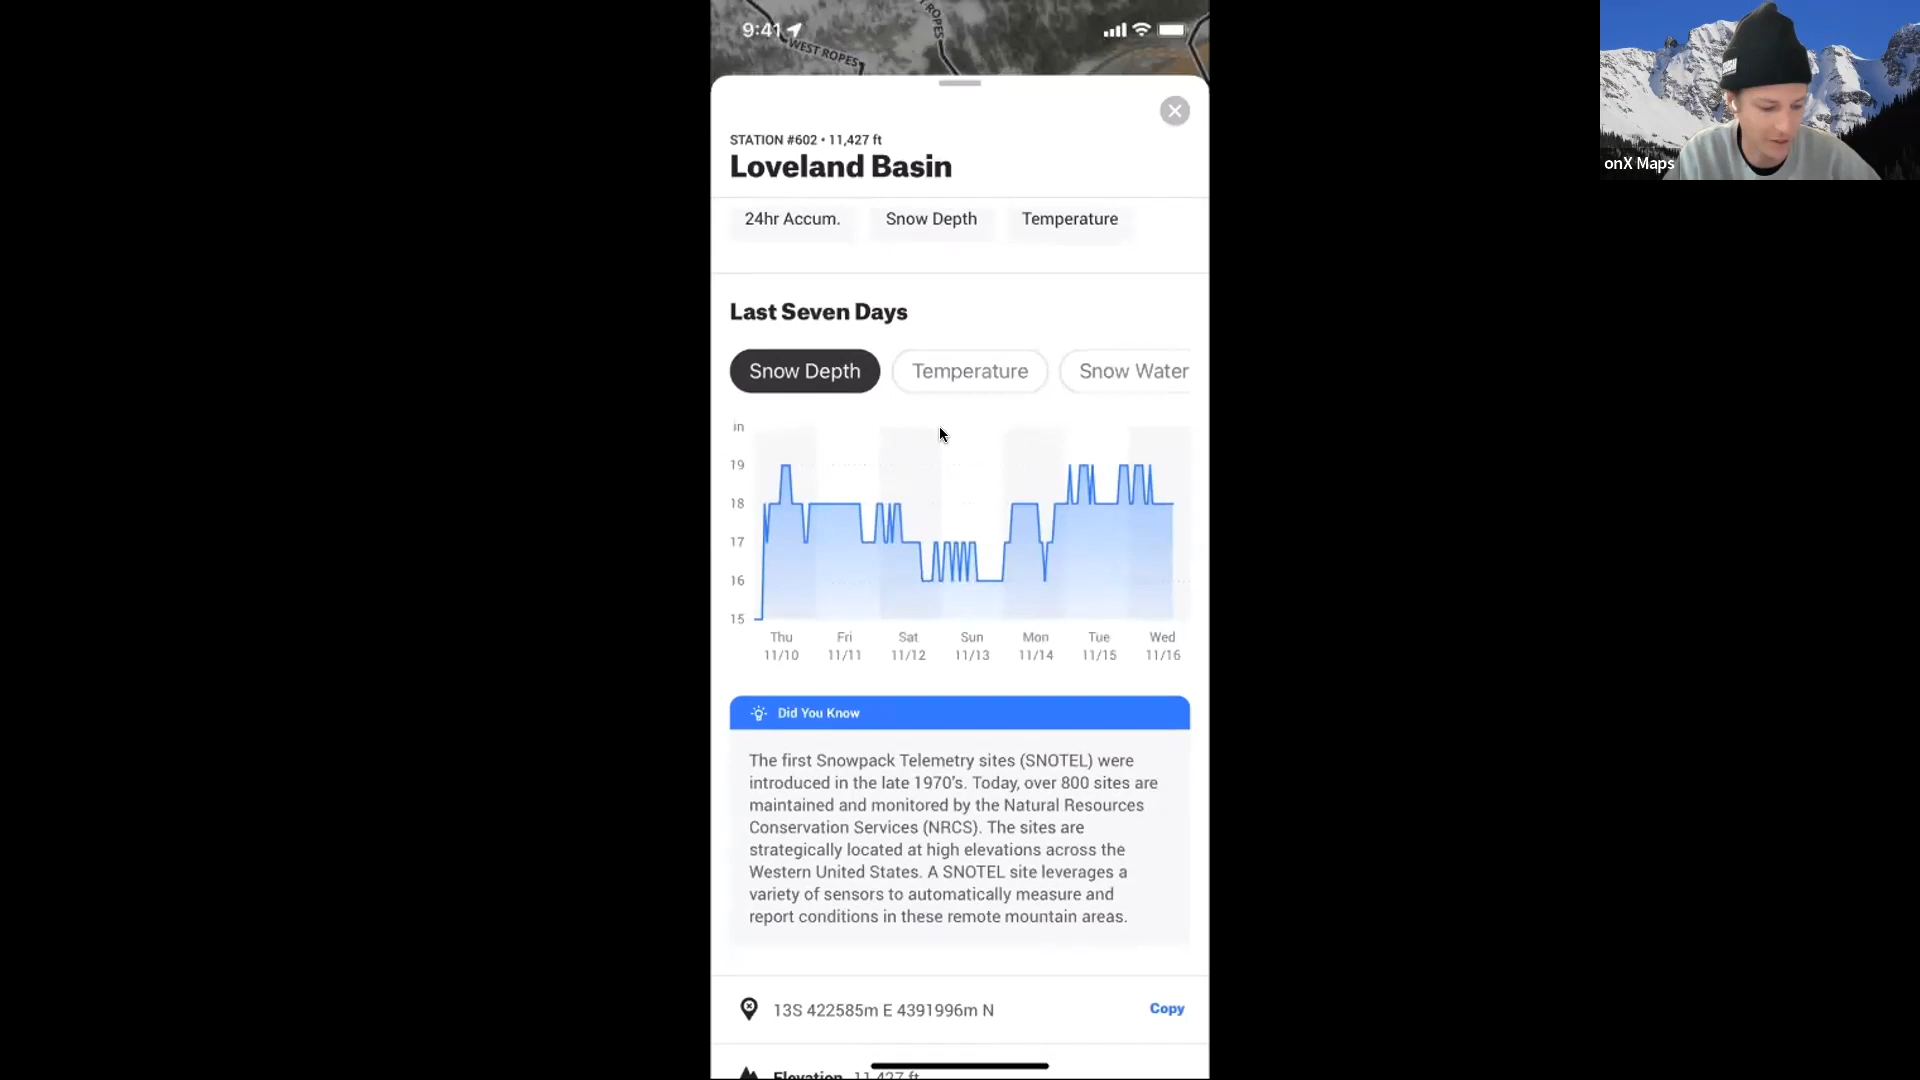 9:41
WEST ROPES
ROPES
onX Maps
STATION #602 • 11,427 ft
Loveland Basin
24hr Accum.
Snow Depth
Temperature
Last Seven Days
Snow Depth
Temperature
Snow Water
in
19
18
17
16
15
Thu
11/10
Fri
11/11
Sat
11/12
Sun
11/13
Mon
11/14
Tue
11/15
Wed
11/16
Did You Know
The first Snowpack Telemetry sites (SNOTEL) were
introduced in the late 1970's. Today, over 800 sites are
maintained and monitored by the Natural Resources
Conservation Services (NRCS). The sites are
strategically located at high elevations across the
Western United States. A SNOTEL site leverages a
variety of sensors to automatically measure and
report conditions in these remote mountain areas.
13S 422585m E 4391996m N
Copy
Elevation 11,427 ft